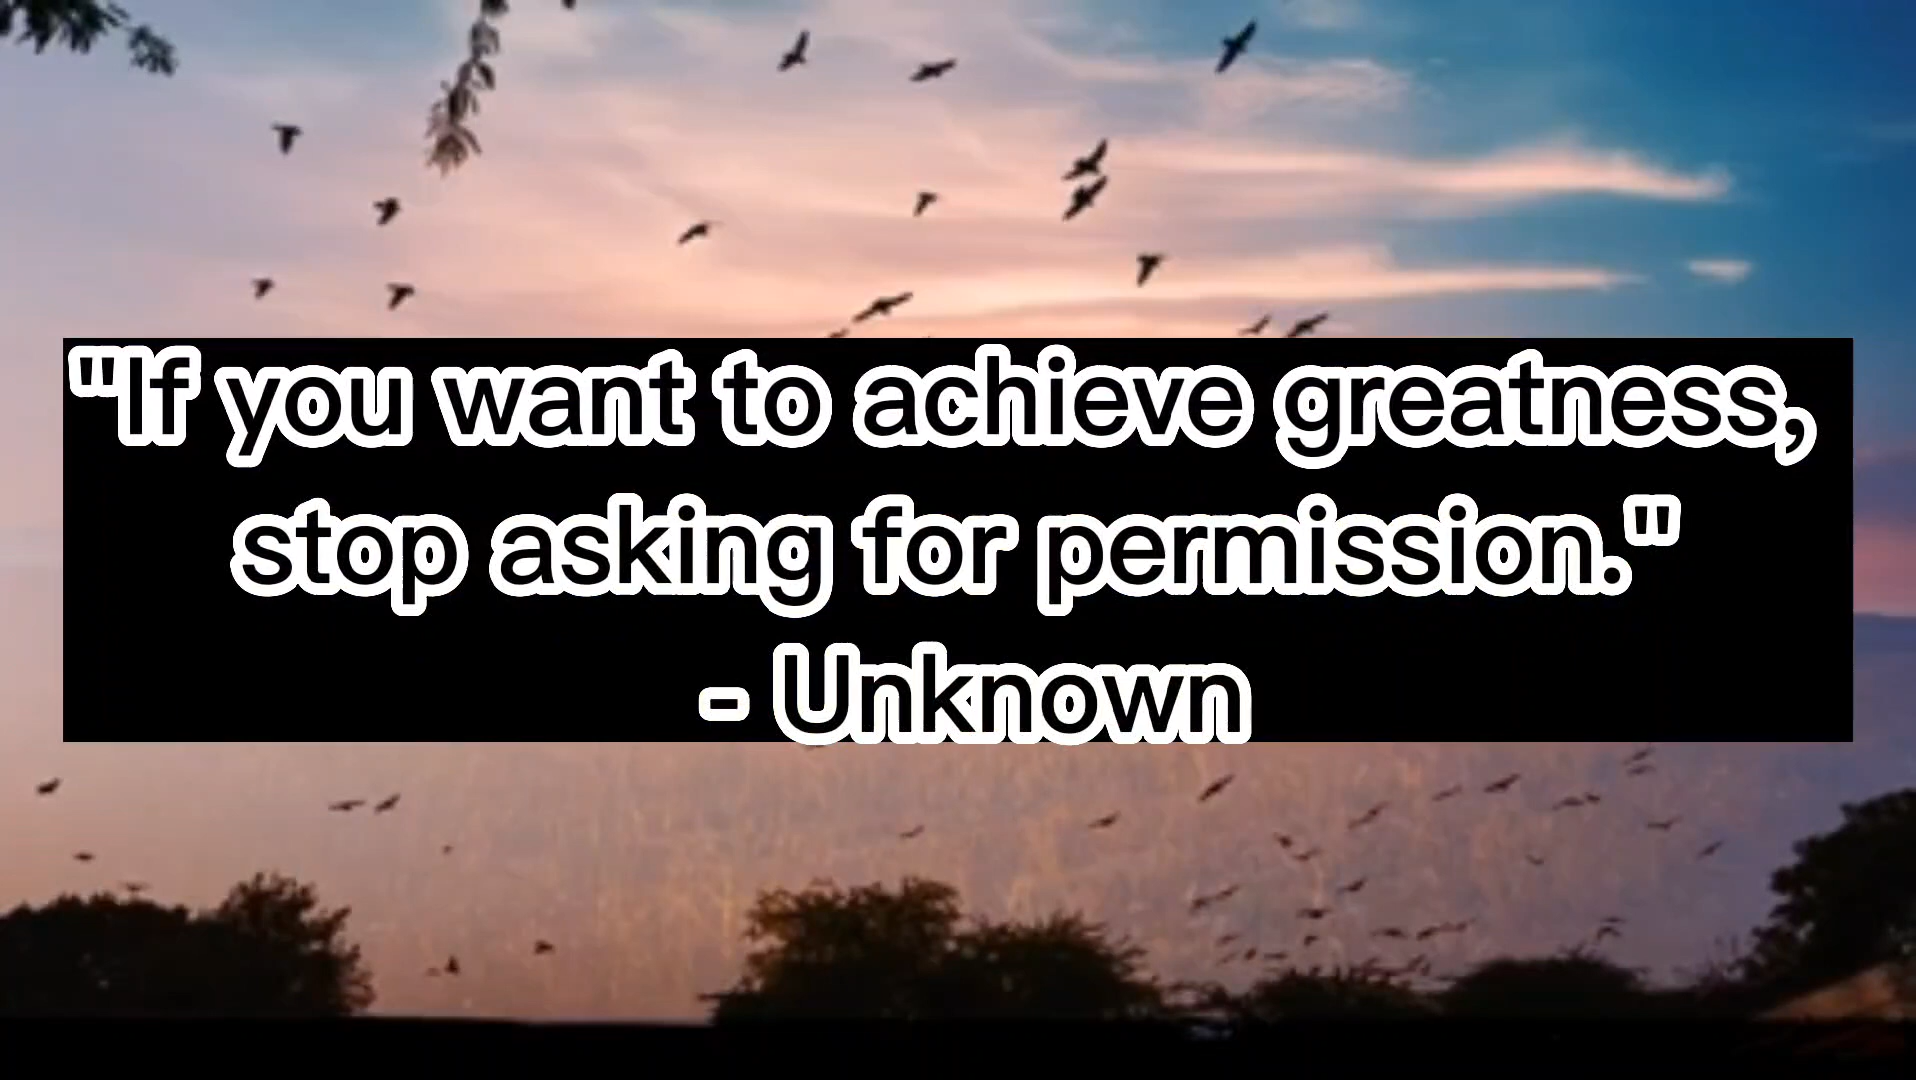 "If you want to achieve greatness,
stop asking for permission."
- Unknown